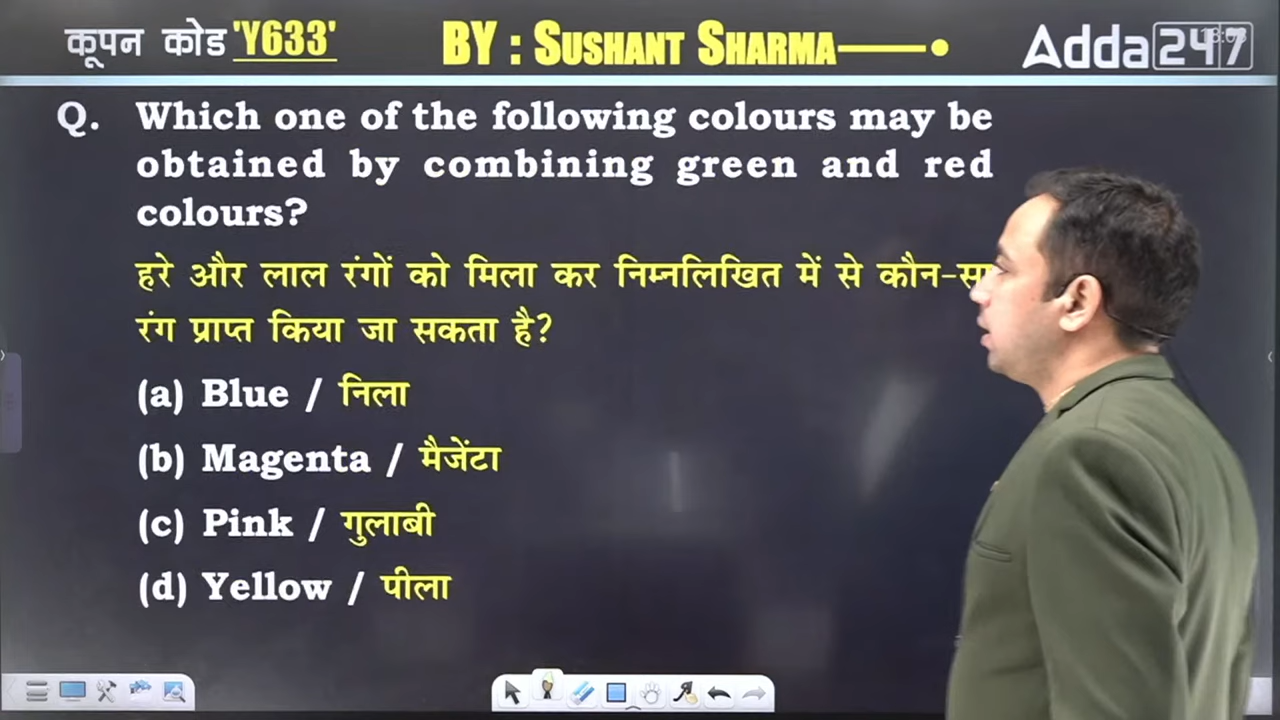 कूपन कोड 'Y633' BY : SUSHANT SHARMA Adda247
Q. Which one of the following colours may be
obtained by combining green and red
colours?
हरे और लाल रंगों को मिला कर निम्नलिखित में से कौन-सा
रंग प्राप्त किया जा सकता है?
(a) Blue / निला
(b) Magenta / मैजेंटा
(c) Pink / गुलाबी
(d) Yellow / पीला